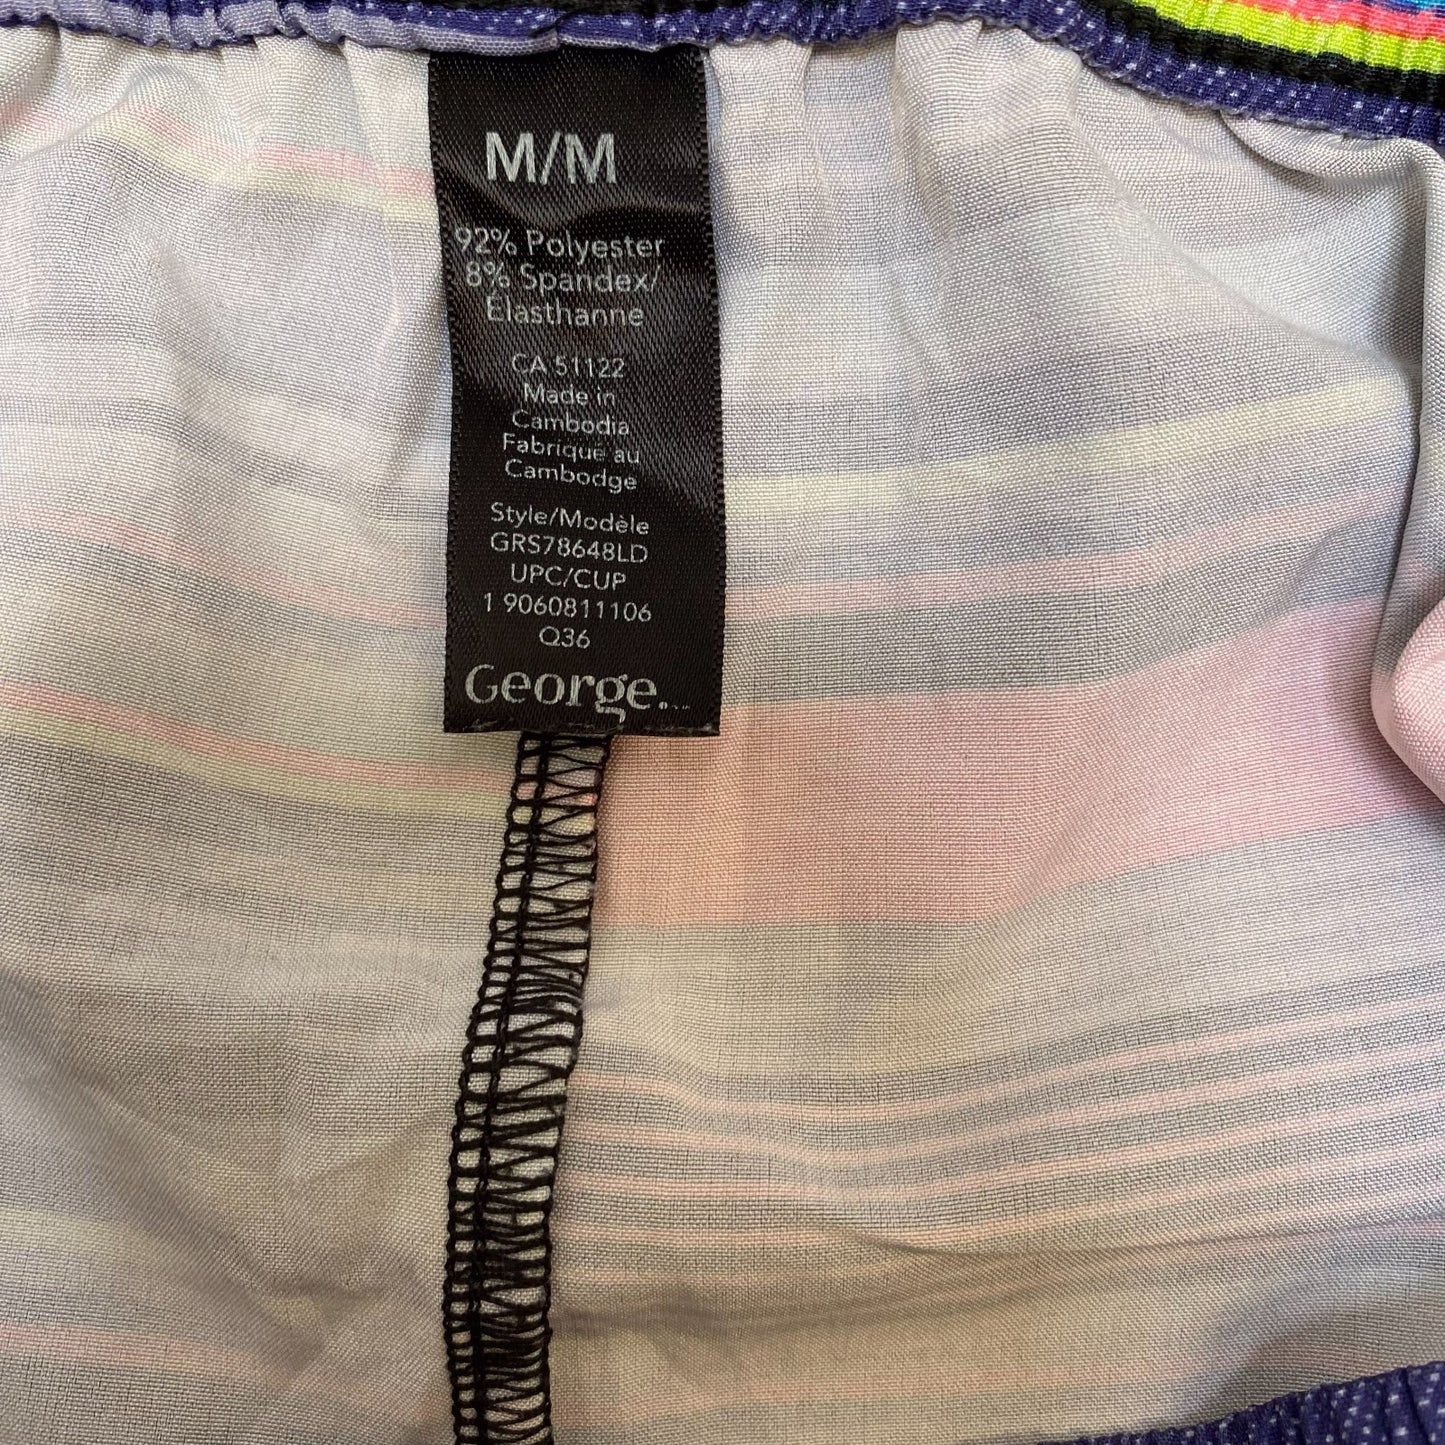 M/M
92% Polyester
8% Spandex/
Élasthanne
CA 51122
Made in
Cambodia
Fabriqué au
Cambodge
Style/Modèle
GRS78648LD
UPC/CUP
1 9060811106
Q36
George.